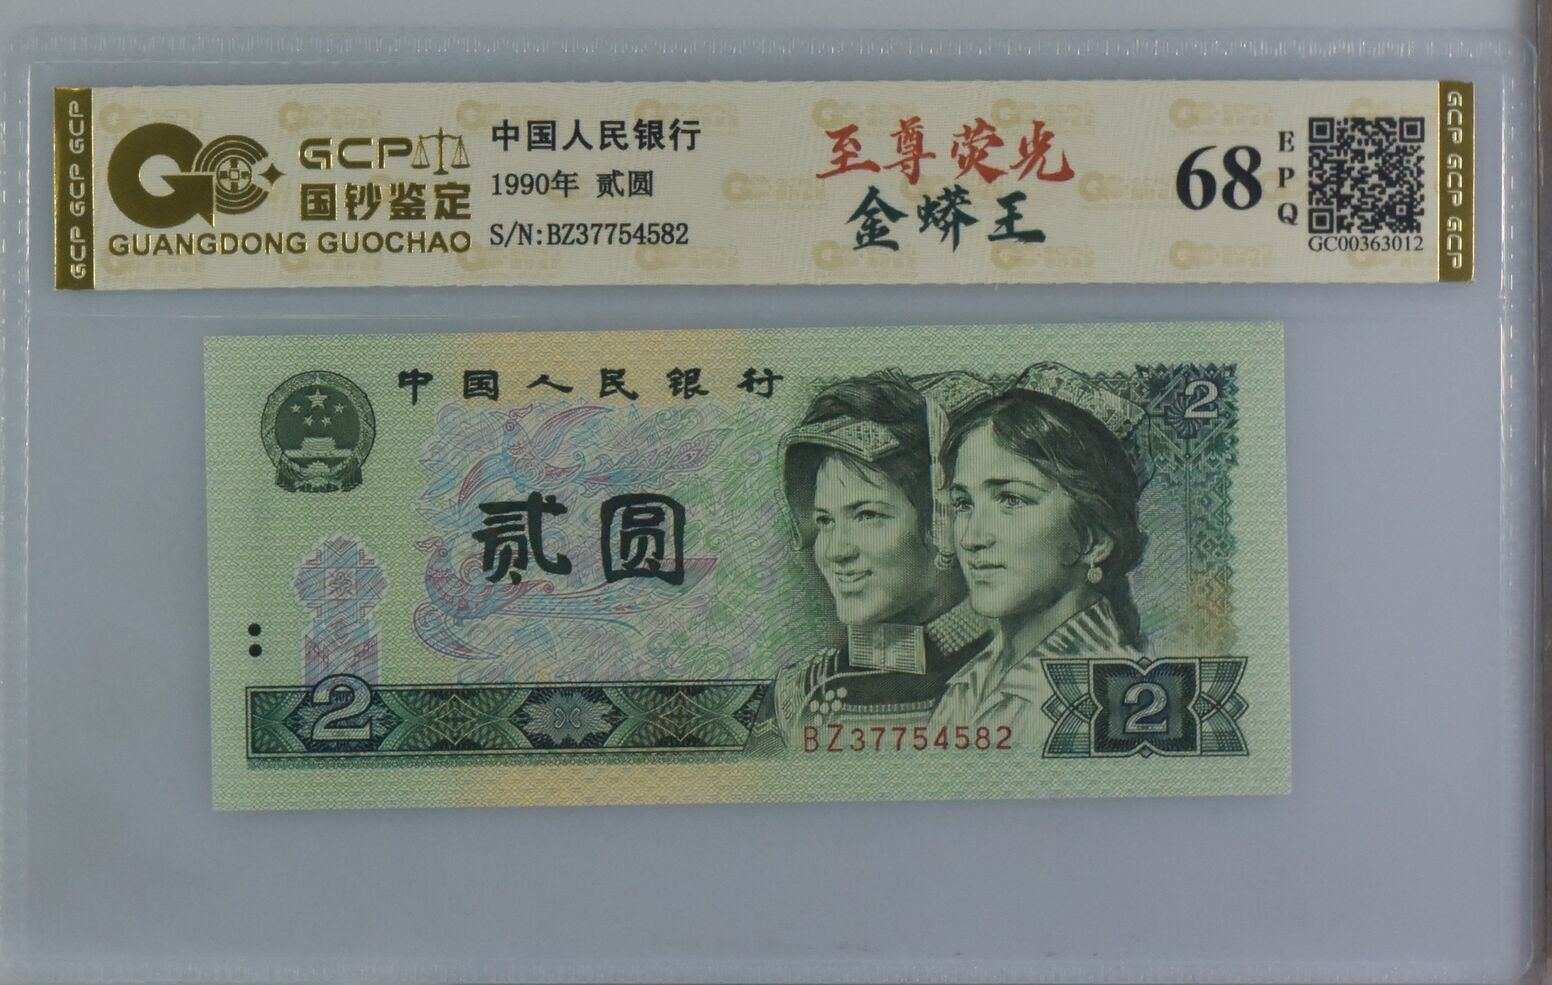 GCP GCP GCP
GCP
国钞鉴定
GUANGDONG GUOCHAO
中国人民银行
1990年 贰圆
S/N:BZ37754582
至尊荧光
金蟒王
68
EPQ
GC00363012
GCP GCP GCP
中国人民银行
2
贰圆
2
BZ37754582
2